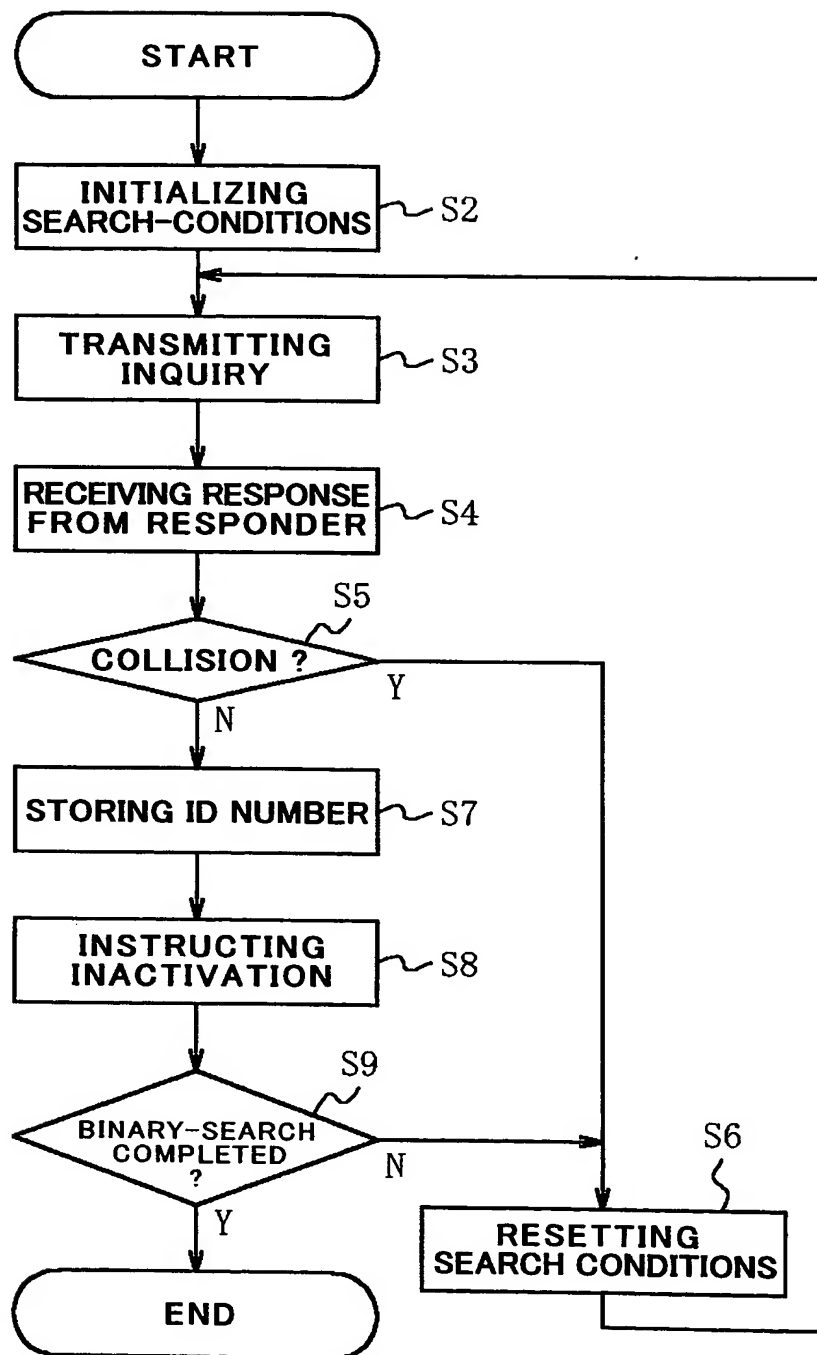 START
INITIALIZING
SEARCH-CONDITIONS
S2
TRANSMITTING
INQUIRY
S3
RECEIVING RESPONSE
FROM RESPONDER
S4
S5
COLLISION ?
Y
N
STORING ID NUMBER
S7
INSTRUCTING
INACTIVATION
S8
S9
BINARY-SEARCH
COMPLETED
?
N
Y
S6
RESETTING
SEARCH CONDITIONS
END